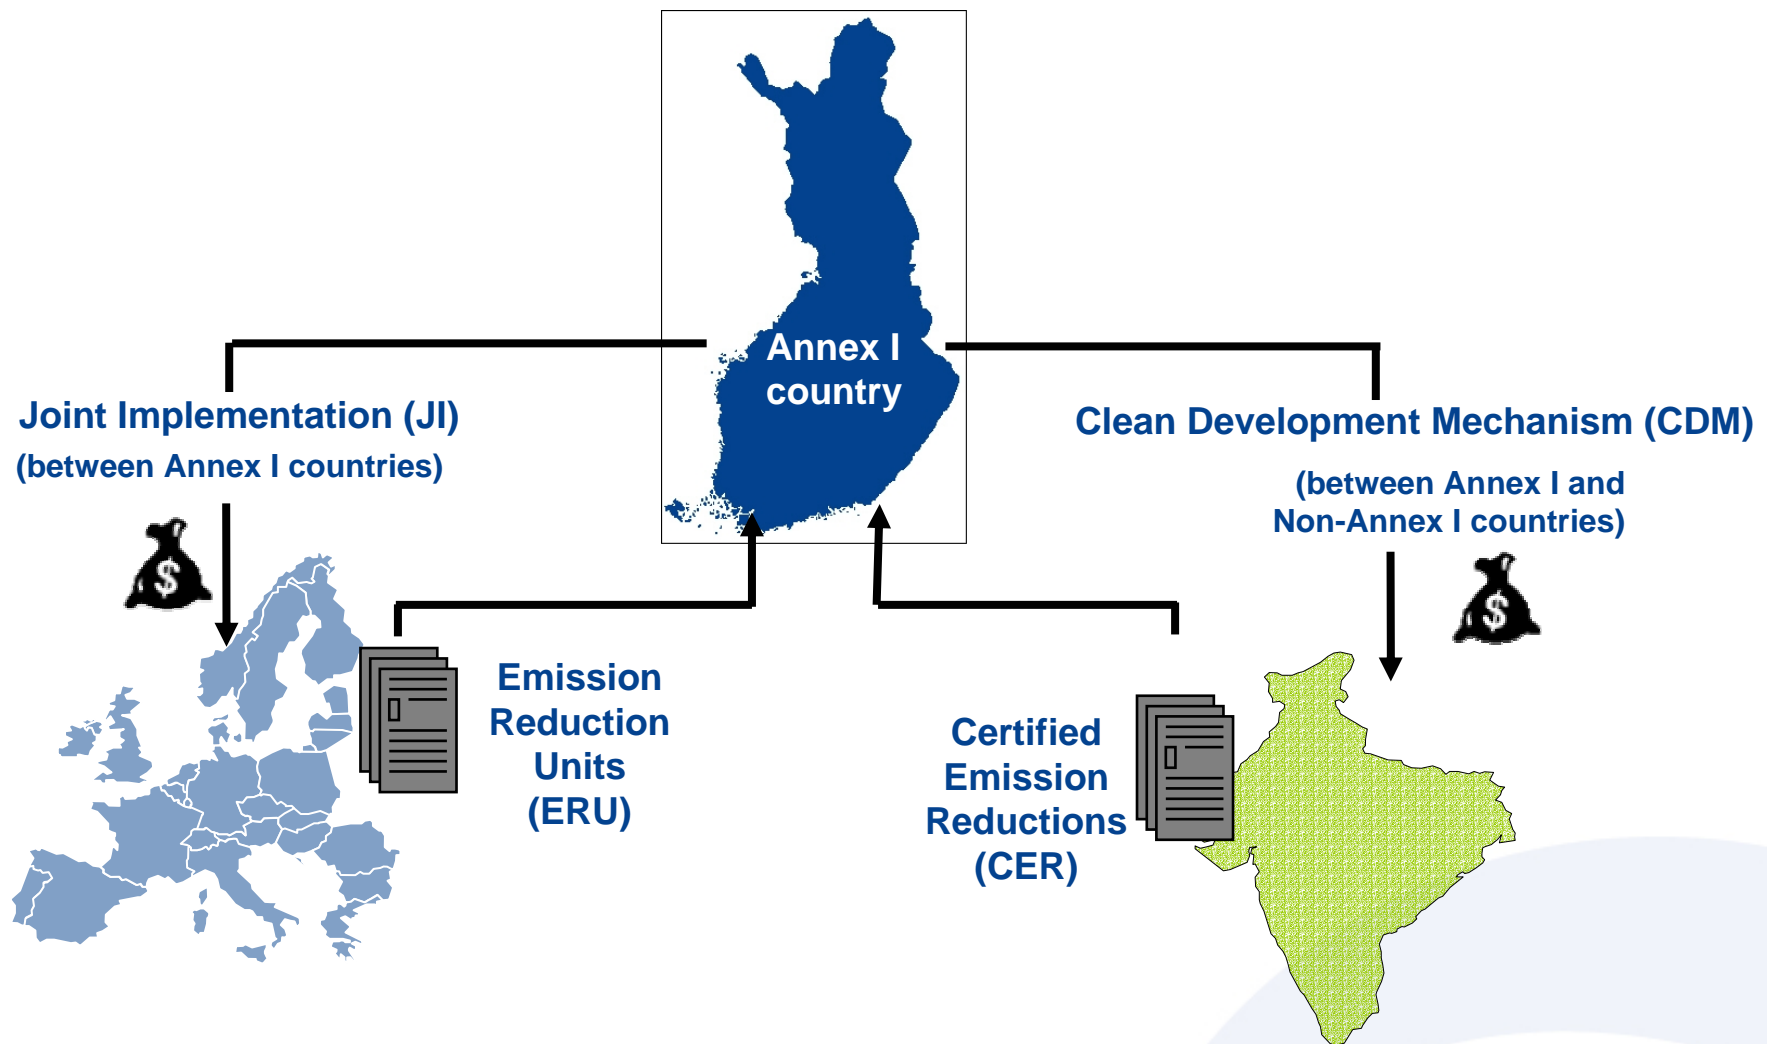 Annex I
country
Joint Implementation (JI)
(between Annex I countries)
Clean Development Mechanism (CDM)
(between Annex I and
Non-Annex I countries)
$
$
Emission
Reduction
Units
(ERU)
Certified
Emission
Reductions
(CER)